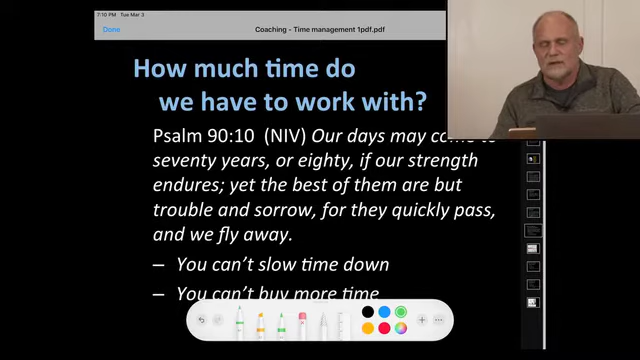 7:10 PM Tue Mar 3
Done
Coaching - Time management 1pdf.pdf
How much time do
we have to work with?
Psalm 90:10 (NIV) Our days may come to
seventy years, or eighty, if our strength
endures; yet the best of them are but
trouble and sorrow, for they quickly pass,
and we fly away.
– You can't slow time down
– You can't buy more time